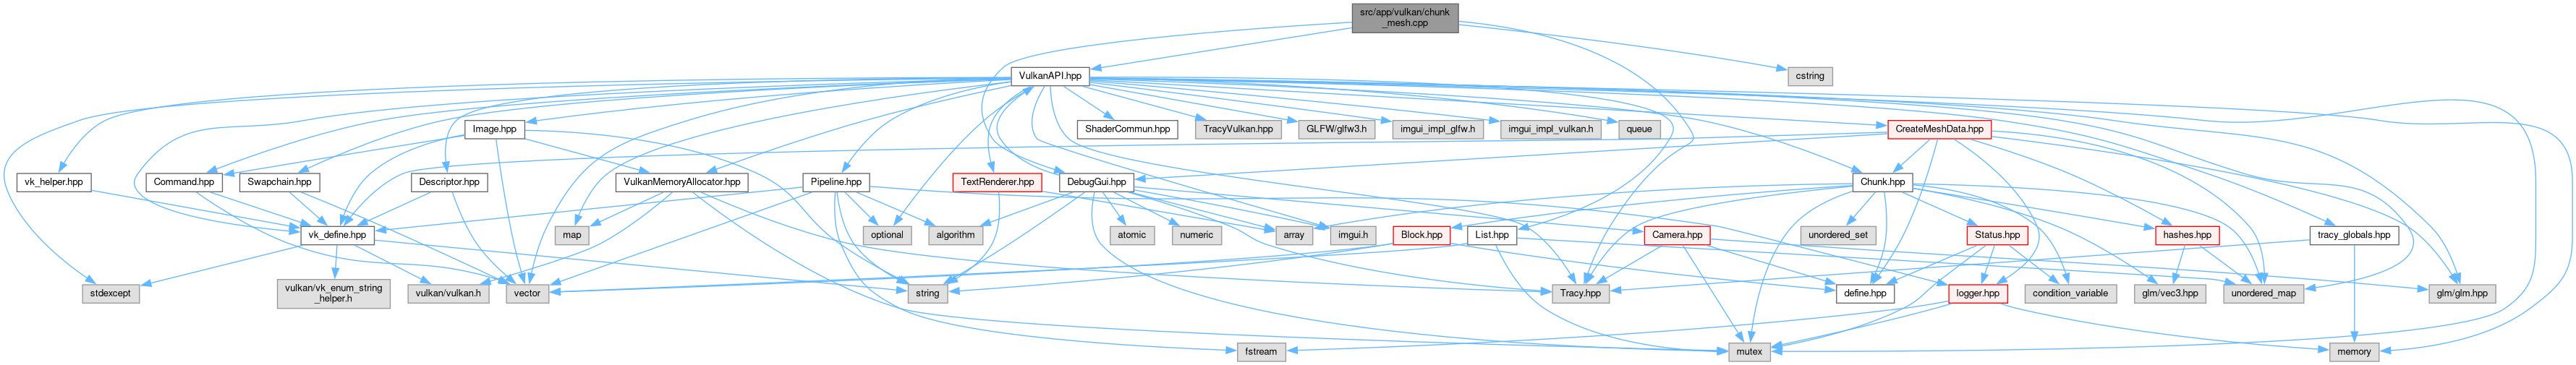 src/app/vulkan/chunk
_mesh.cpp
VulkanAPI.hpp
cstring
Image.hpp
ShaderCommun.hpp
TracyVulkan.hpp
GLFW/glfw3.h
imgui_impl_glfw.h
imgui_impl_vulkan.h
queue
CreateMeshData.hpp
vk_helper.hpp
Command.hpp
Swapchain.hpp
Descriptor.hpp
VulkanMemoryAllocator.hpp
Pipeline.hpp
TextRenderer.hpp
DebugGui.hpp
Chunk.hpp
vk_define.hpp
map
optional
algorithm
atomic
numeric
array
imgui.h
Block.hpp
List.hpp
Camera.hpp
unordered_set
Status.hpp
hashes.hpp
tracy_globals.hpp
stdexcept
vulkan/vk_enum_string
_helper.h
vulkan/vulkan.h
vector
string
Tracy.hpp
define.hpp
logger.hpp
condition_variable
glm/vec3.hpp
unordered_map
glm/glm.hpp
fstream
mutex
memory